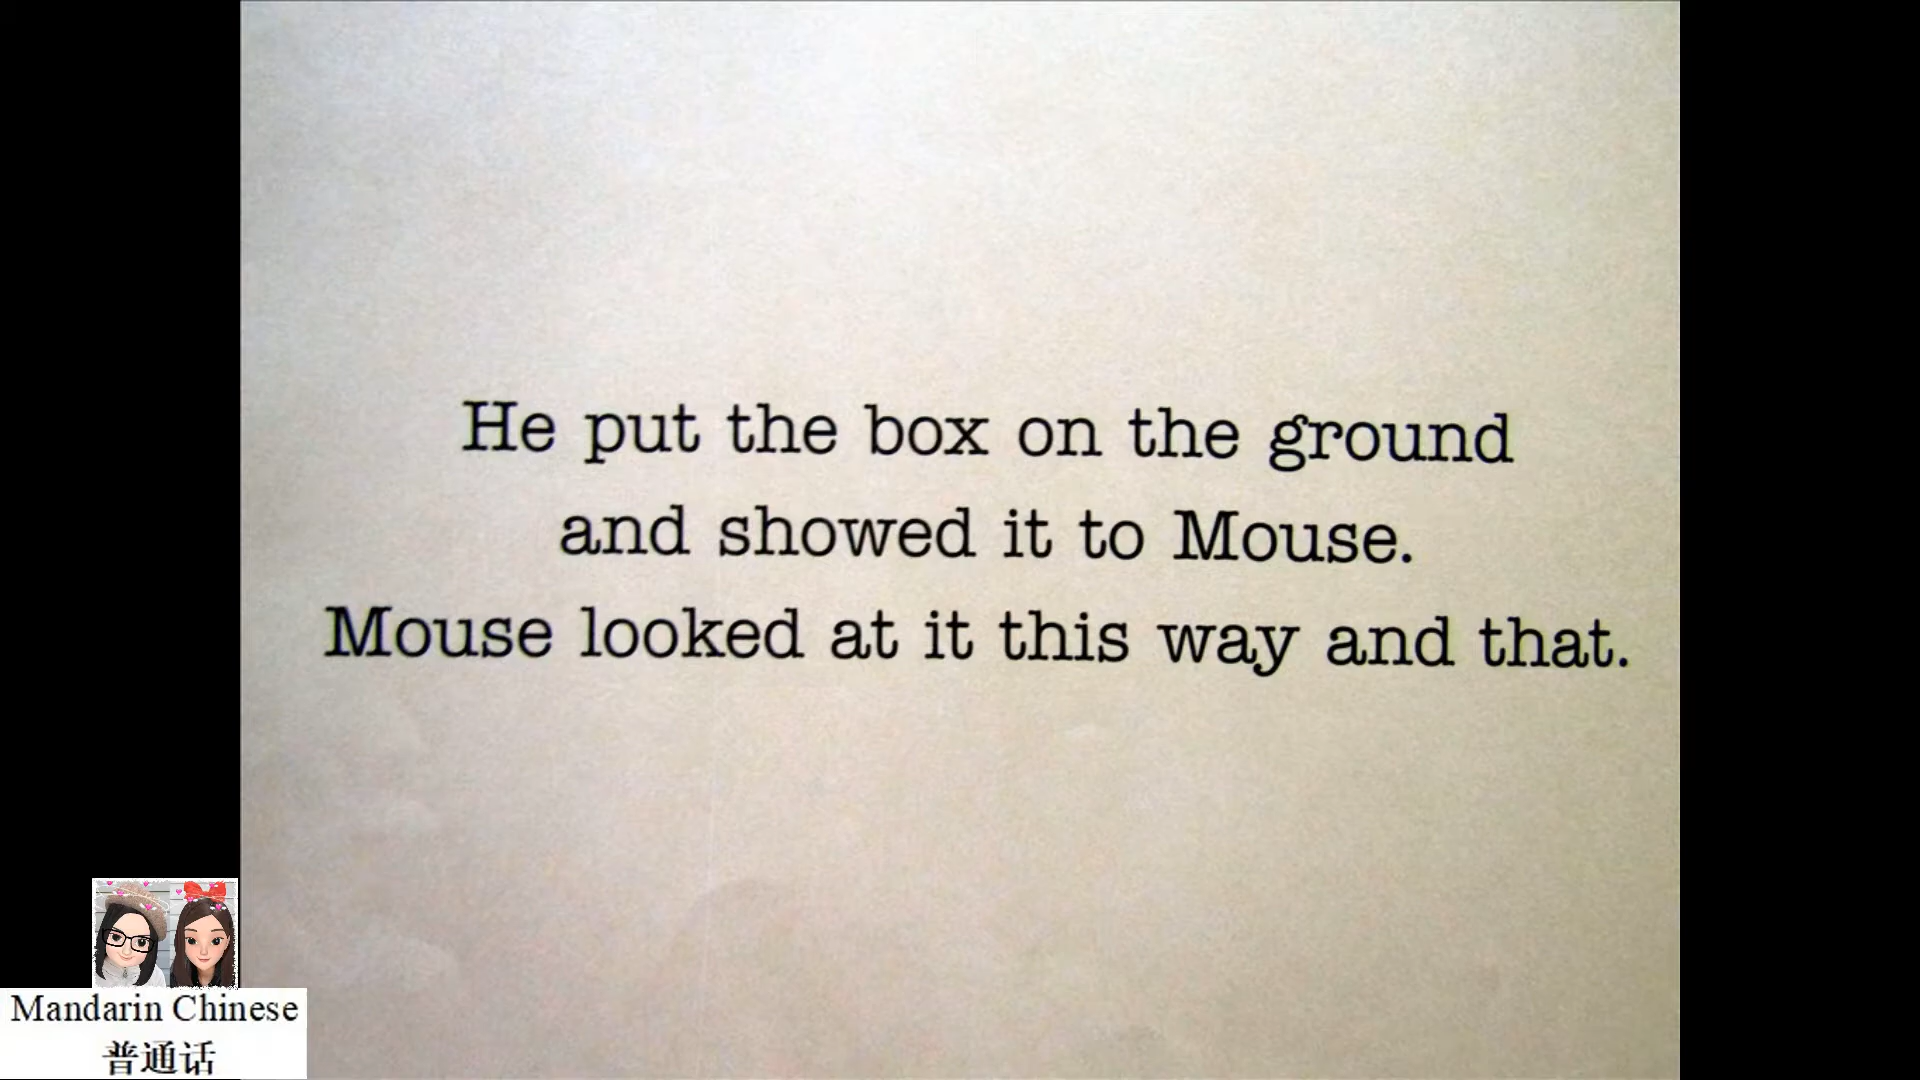 He put the box on the ground
and showed it to Mouse.
Mouse looked at it this way and that.
Mandarin Chinese
普通话